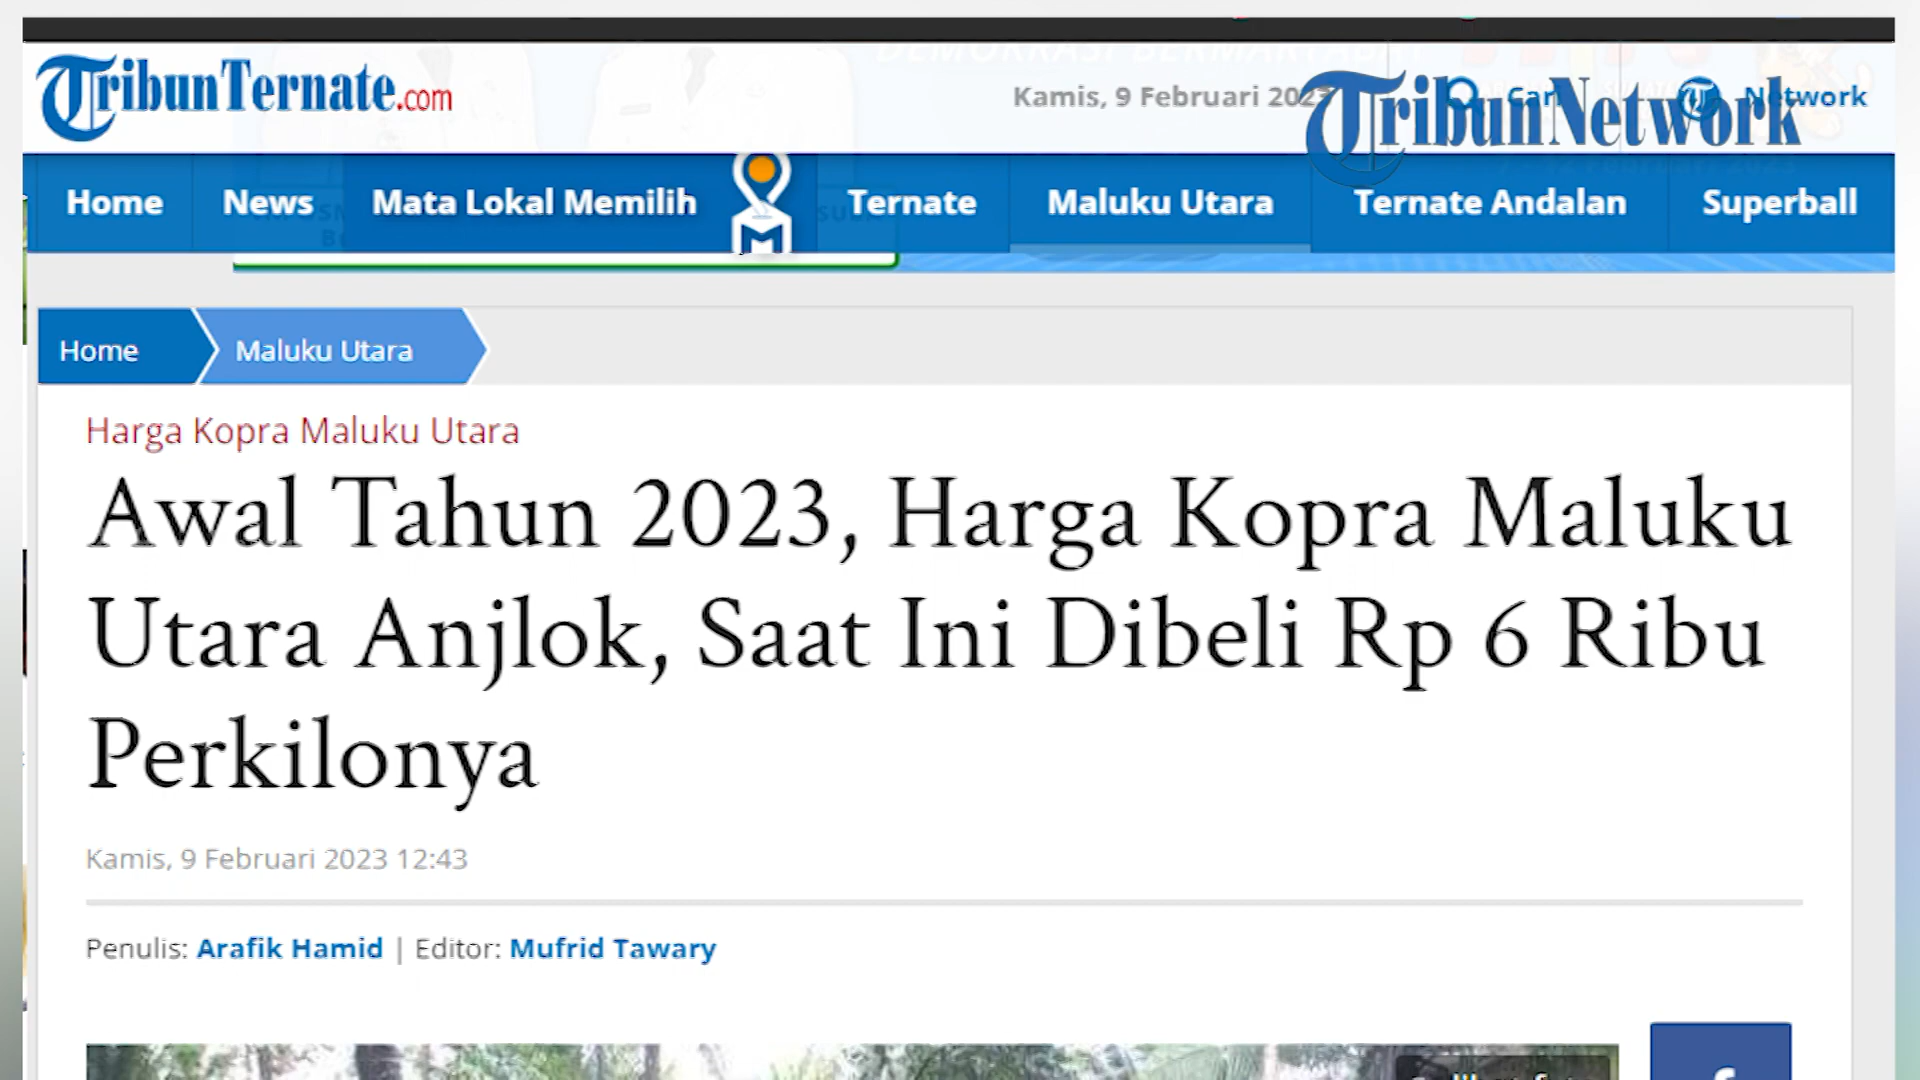 TribunTernate.com
Kamis, 9 Februari 2023 Cari Network
TribunNetwork
Home News Mata Lokal Memilih Ternate Maluku Utara Ternate Andalan Superball
Home Maluku Utara
Harga Kopra Maluku Utara
Awal Tahun 2023, Harga Kopra Maluku
Utara Anjlok, Saat Ini Dibeli Rp 6 Ribu
Perkilonya
Kamis, 9 Februari 2023 12:43
Penulis: Arafik Hamid | Editor: Mufrid Tawary